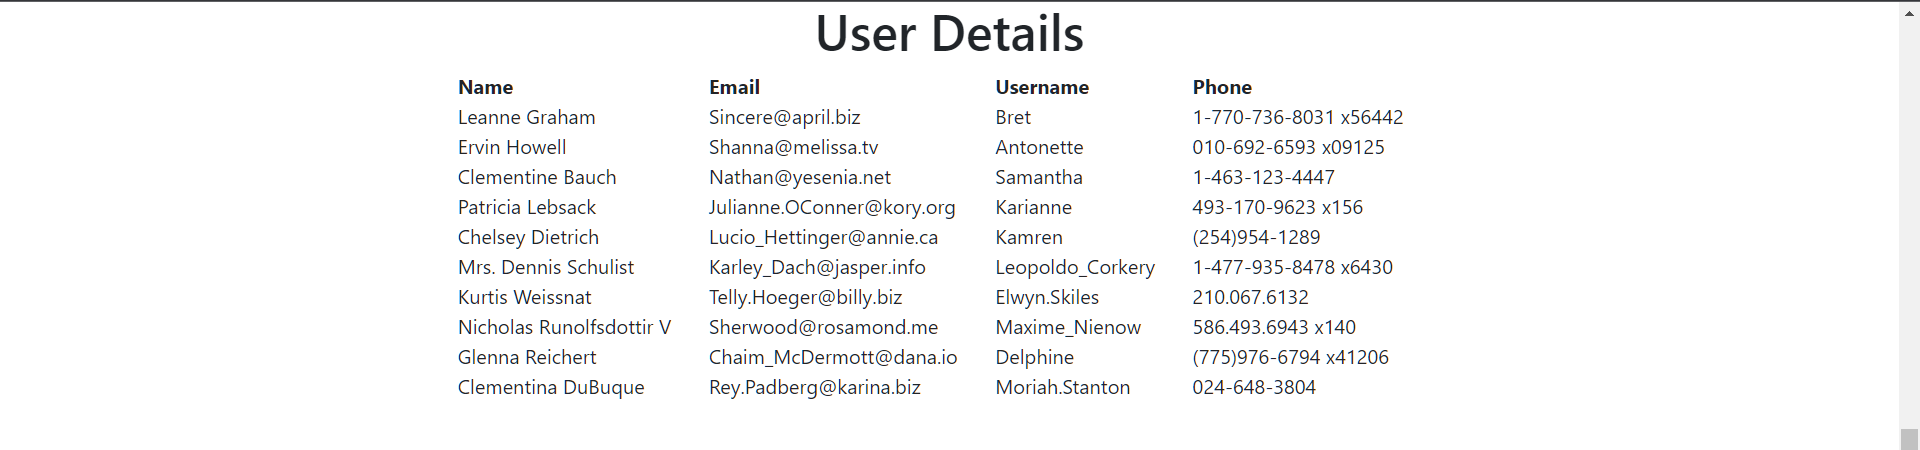 User Details
Name Email Username Phone
Leanne Graham Sincere@april.biz Bret 1-770-736-8031 x56442
Ervin Howell Shanna@melissa.tv Antonette 010-692-6593 x09125
Clementine Bauch Nathan@yesenia.net Samantha 1-463-123-4447
Patricia Lebsack Julianne.OConner@kory.org Karianne 493-170-9623 x156
Chelsey Dietrich Lucio_Hettinger@annie.ca Kamren (254)954-1289
Mrs. Dennis Schulist Karley_Dach@jasper.info Leopoldo_Corkery 1-477-935-8478 x6430
Kurtis Weissnat Telly.Hoeger@billy.biz Elwyn.Skiles 210.067.6132
Nicholas Runolfsdottir V Sherwood@rosamond.me Maxime_Nienow 586.493.6943 x140
Glenna Reichert Chaim_McDermott@dana.io Delphine (775)976-6794 x41206
Clementina DuBuque Rey.Padberg@karina.biz Moriah.Stanton 024-648-3804